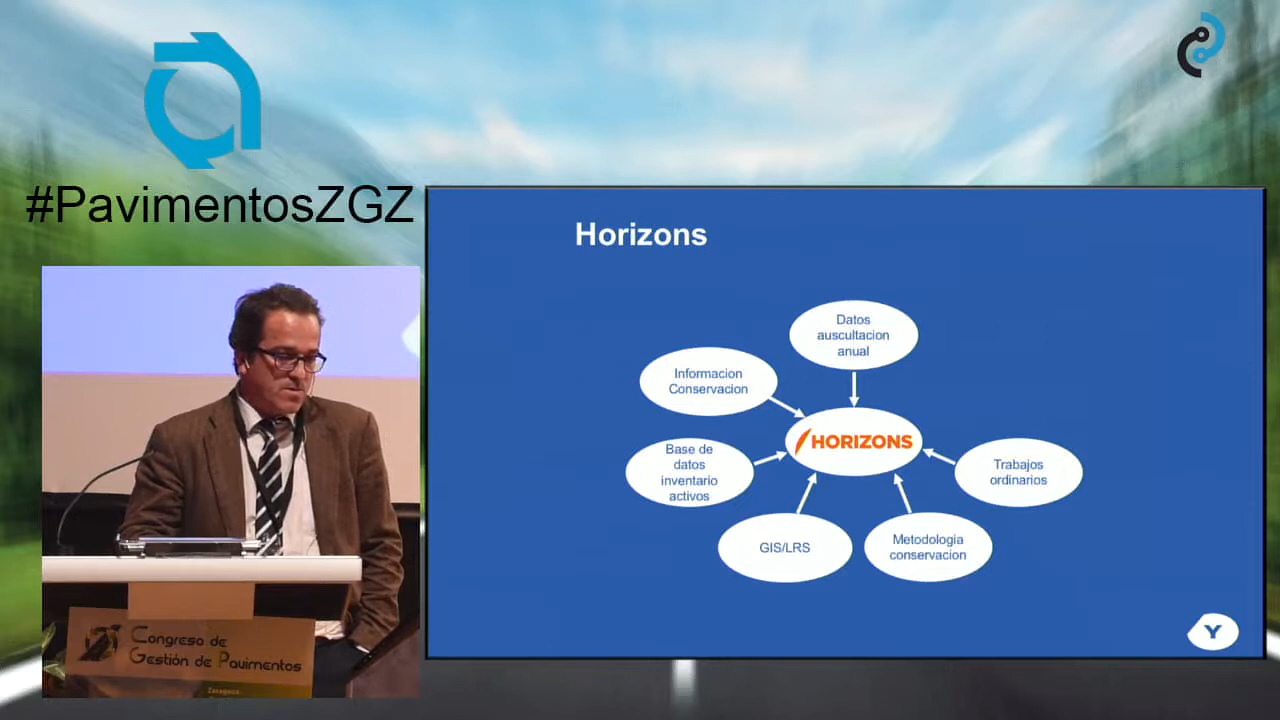 #PavimentosZGZ
Horizons
Datos
auscultacion
anual
Informacion
Conservacion
HORIZONS
Base de
datos
inventario
activos
Trabajos
ordinarios
GIS/LRS
Metodologia
conservacion
Y
Congreso de
Gestión de Pavimentos
Zaragoza